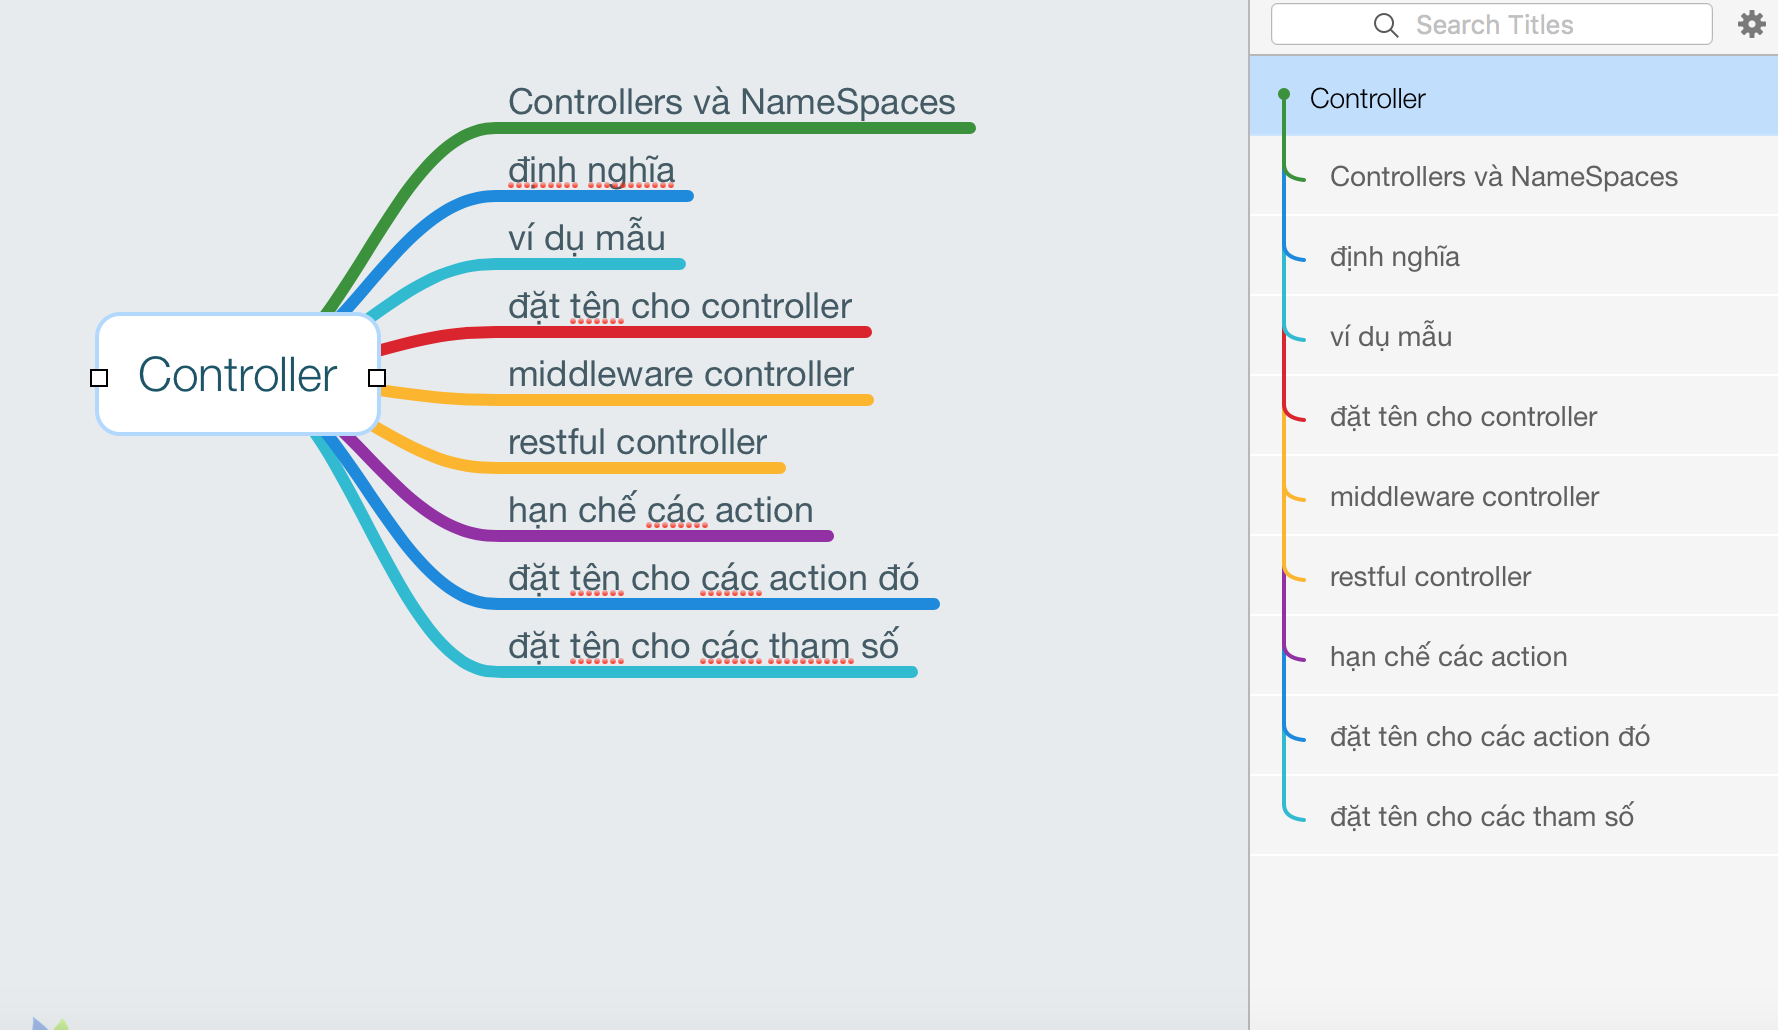 Controllers và NameSpaces
định nghĩa
ví dụ mẫu
đặt tên cho controller
Controller
middleware controller
restful controller
hạn chế các action
đặt tên cho các action đó
đặt tên cho các tham số
Search Titles
Controller
Controllers và NameSpaces
định nghĩa
ví dụ mẫu
đặt tên cho controller
middleware controller
restful controller
hạn chế các action
đặt tên cho các action đó
đặt tên cho các tham số